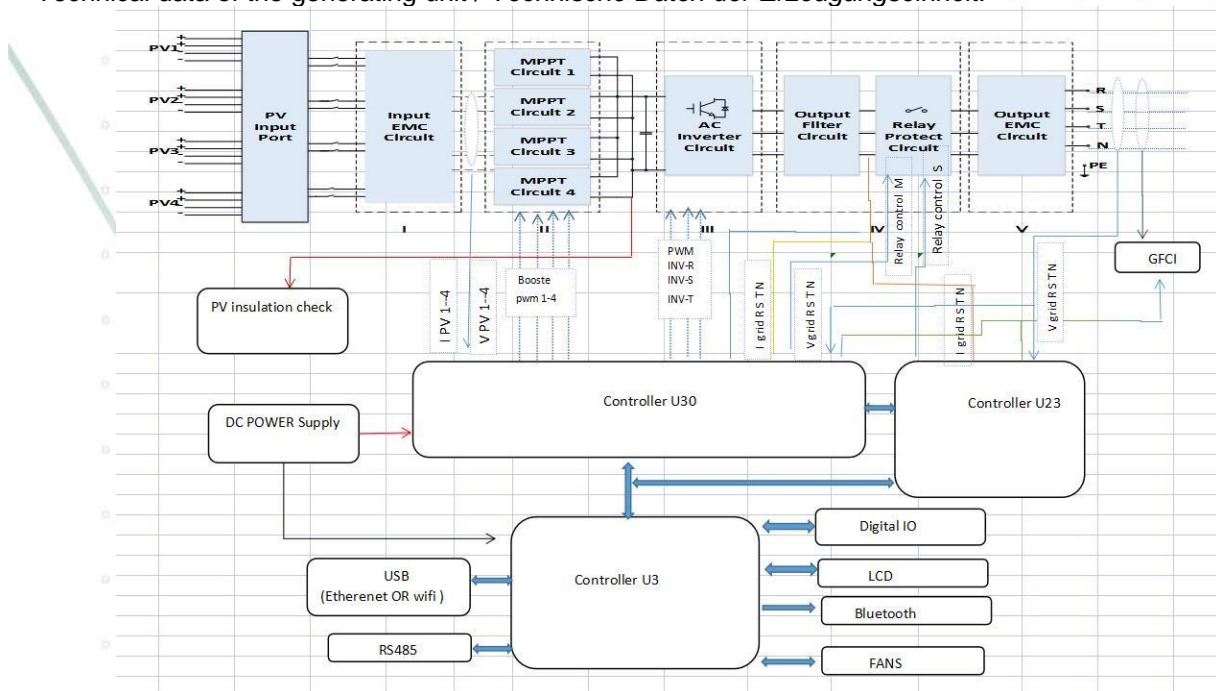 Technical data of the generating unit / Technische Daten der Erzeugungseinheit:
PV1
+
+
-
PV2
+
+
-
PV3
+
+
-
PV4
+
+
-
PV
Input
Port
Input
EMC
Circuit
MPPT
Circuit 1
MPPT
Circuit 2
MPPT
Circuit 3
MPPT
Circuit 4
AC
Inverter
Circuit
Output
Filter
Circuit
Relay
Protect
Circuit
Output
EMC
Circuit
R
S
T
N
PE
I
II
III
IV
V
PV insulation check
I PV 1-4
V PV 1-4
Booste
pwm 1-4
PWM
INV-R
INV-S
INV-T
I grid R S T N
V grid R S T N
Relay control M
Relay control S
I grid R S T N
V grid R S T N
GFCI
DC POWER Supply
Controller U30
Controller U23
Controller U3
USB
(Etherenet OR wifi )
RS485
Digital IO
LCD
Bluetooth
FANS